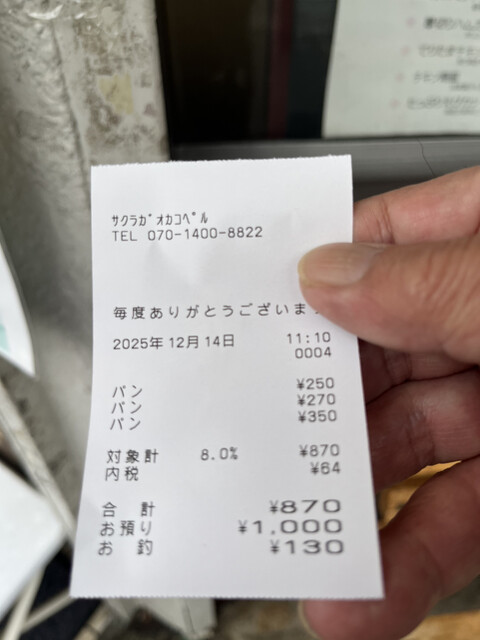 サクラガオカコペル
TEL 070-1400-8822
毎度ありがとうございま
2025年12月14日 11:10
0004
パン ¥250
パン ¥270
パン ¥350
対象計 8.0% ¥870
内税 ¥64
合計 ¥870
お預り ¥1,000
お釣 ¥130